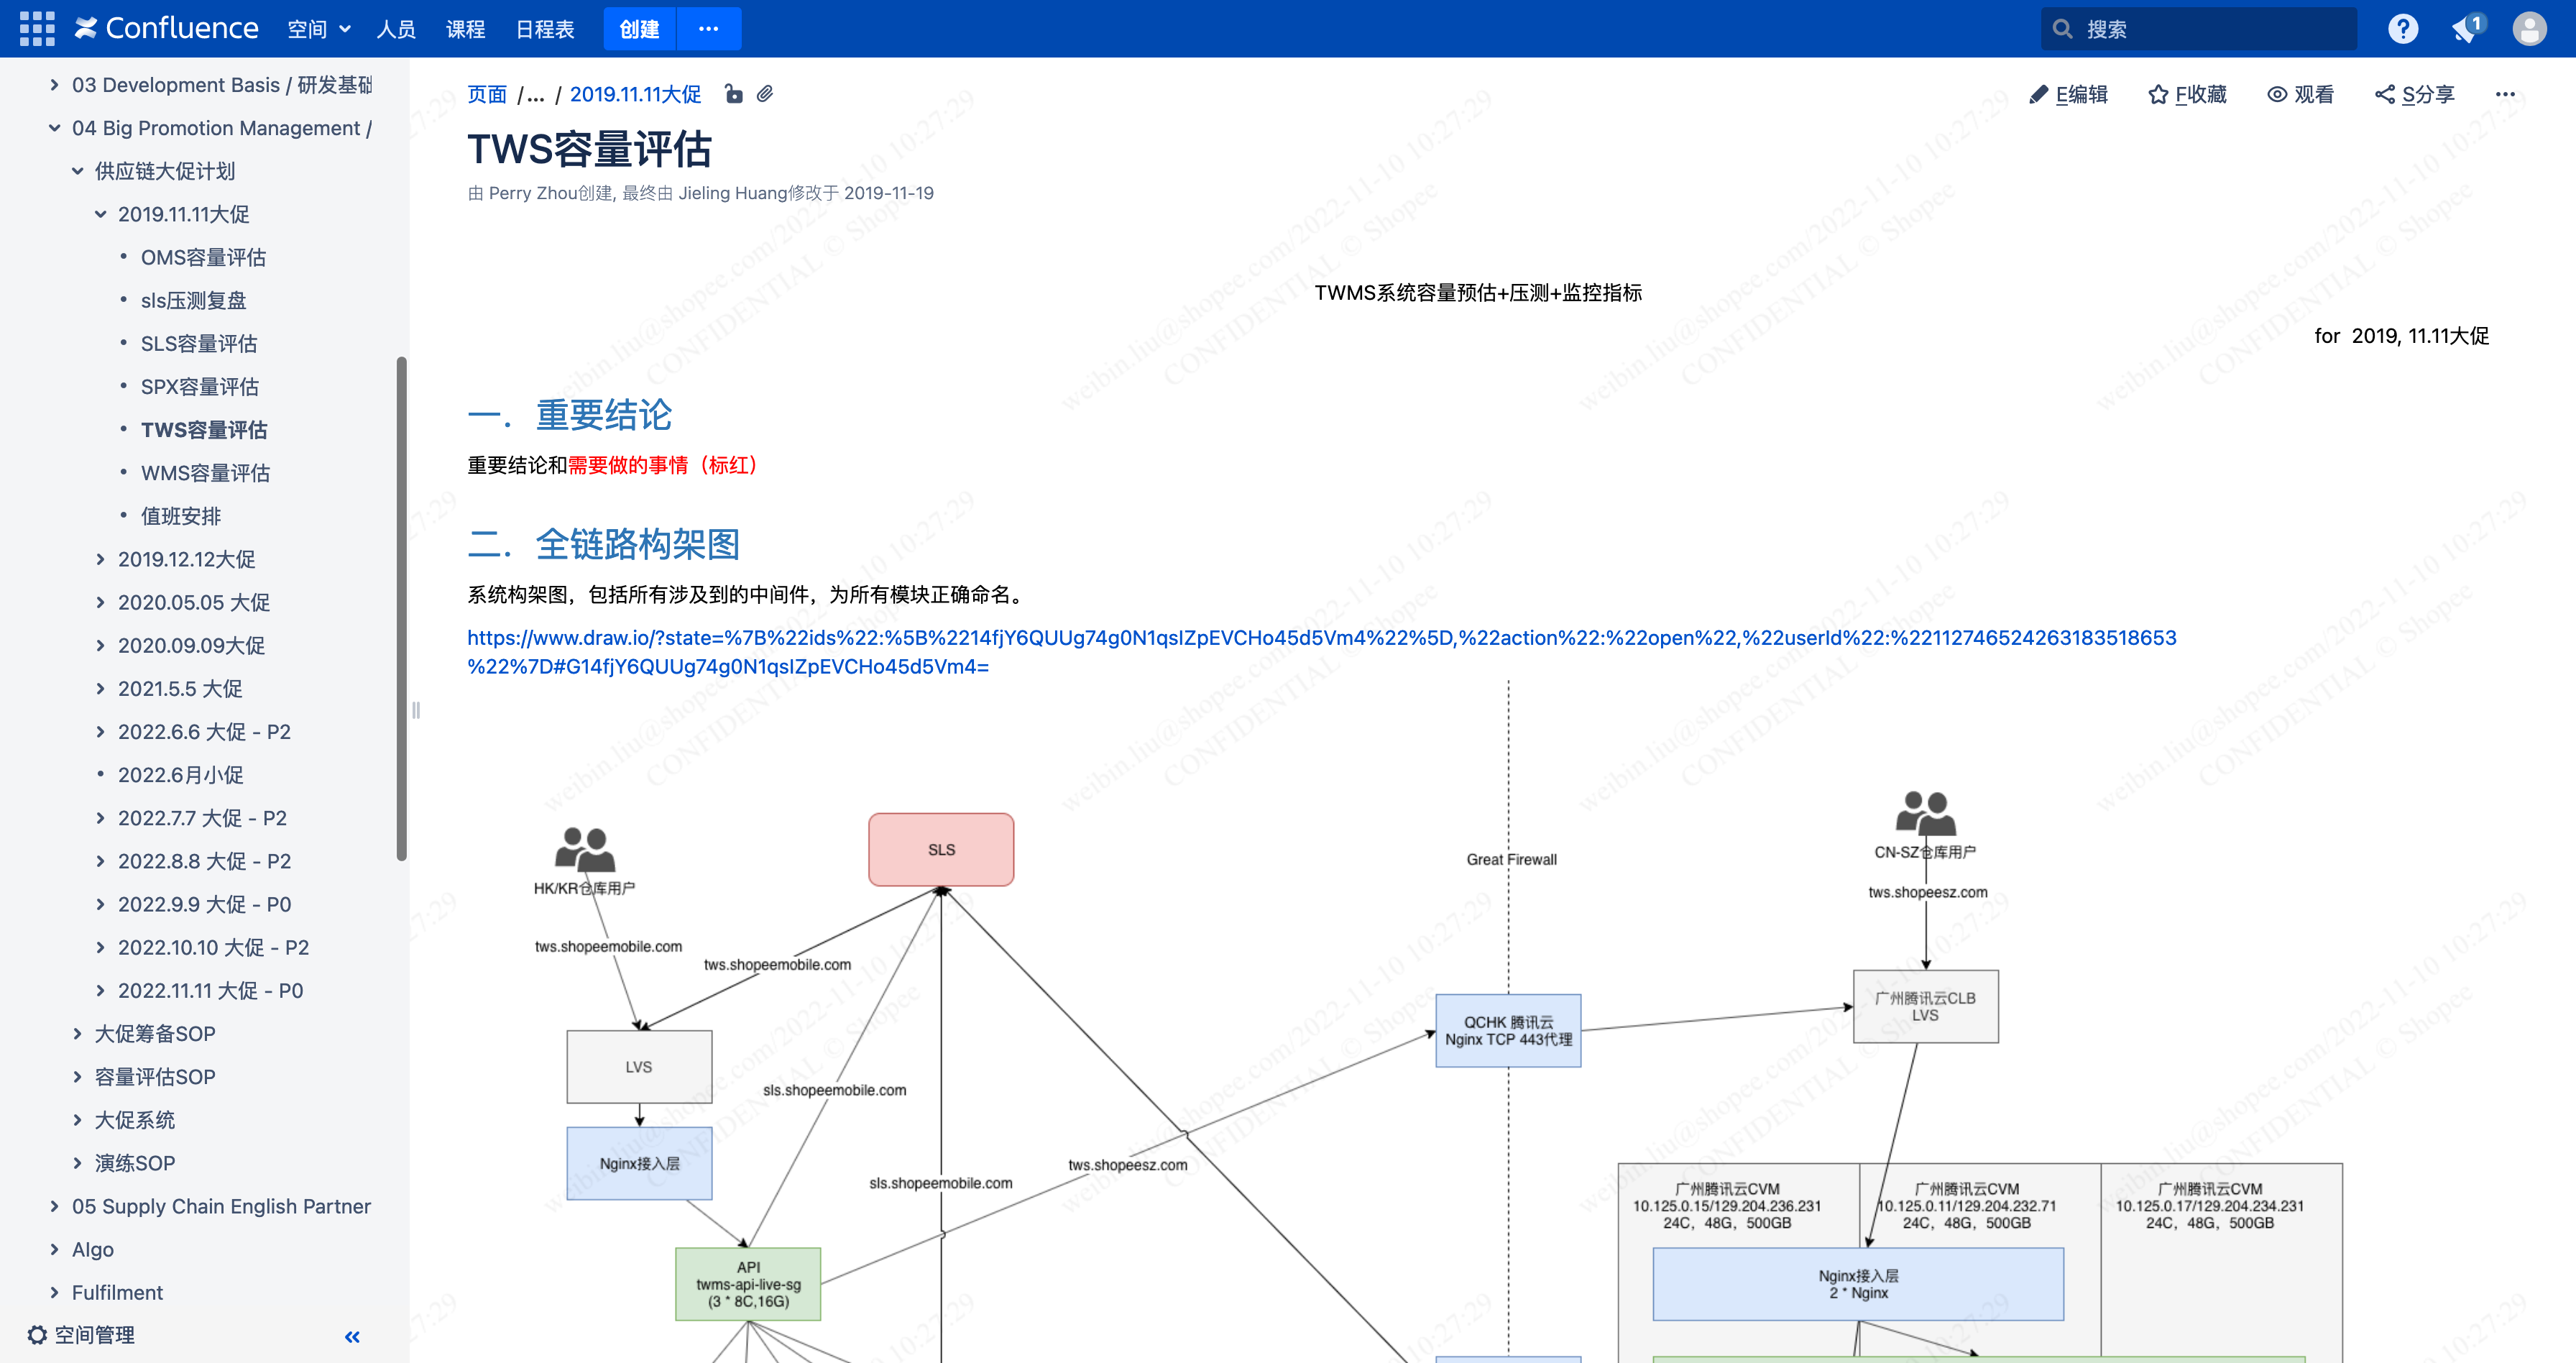 Confluence 空间 人员 课程 日程表 创建 ··· 搜索 1
03 Development Basis / 研发基础
04 Big Promotion Management /
供应链大促计划
2019.11.11大促
OMS容量评估
sls压测复盘
SLS容量评估
SPX容量评估
TWS容量评估
WMS容量评估
值班安排
2019.12.12大促
2020.05.05 大促
2020.09.09大促
2021.5.5 大促
2022.6.6 大促 - P2
2022.6月小促
2022.7.7 大促 - P2
2022.8.8 大促 - P2
2022.9.9 大促 - P0
2022.10.10 大促 - P2
2022.11.11 大促 - P0
大促筹备SOP
容量评估SOP
大促系统
演练SOP
05 Supply Chain English Partner
Algo
Fulfilment
空间管理
页面 /... / 2019.11.11大促
E编辑 F收藏 观看 S分享 ···
TWS容量评估
由 Perry Zhou创建, 最终由 Jieling Huang修改于 2019-11-19
TWMS系统容量预估+压测+监控指标
for 2019, 11.11大促
一. 重要结论
重要结论和需要做的事情（标红）
二. 全链路构架图
系统构架图，包括所有涉及到的中间件，为所有模块正确命名。
https://www.draw.io/?state=%7B%22ids%22:%5B%2214fjY6QUUg74g0N1qsIZpEVCHo45d5Vm4%22%5D,%22action%22:%22open%22,%22userId%22:%22112746524263183518653
%22%7D#G14fjY6QUUg74g0N1qsIZpEVCHo45d5Vm4=
HK/KR仓库用户
SLS
Great Firewall
CN-SZ仓库用户
tws.shopeesz.com
tws.shopeemobile.com
tws.shopeemobile.com
LVS
QCHK 腾讯云
Nginx TCP 443代理
广州腾讯云CLB
LVS
sls.shopeemobile.com
Nginx接入层
tws.shopeesz.com
sls.shopeemobile.com
广州腾讯云CVM
10.125.0.15/129.204.236.231
24C，48G，500GB
广州腾讯云CVM
10.125.0.11/129.204.232.71
24C，48G，500GB
广州腾讯云CVM
10.125.0.17/129.204.234.231
24C，48G，500GB
API
twms-api-live-sg
(3 * 8C,16G)
Nginx接入层
2 * Nginx
weibin.liu@shopee.com/2022-11-10 10:27:29
CONFIDENTIAL © Shopee